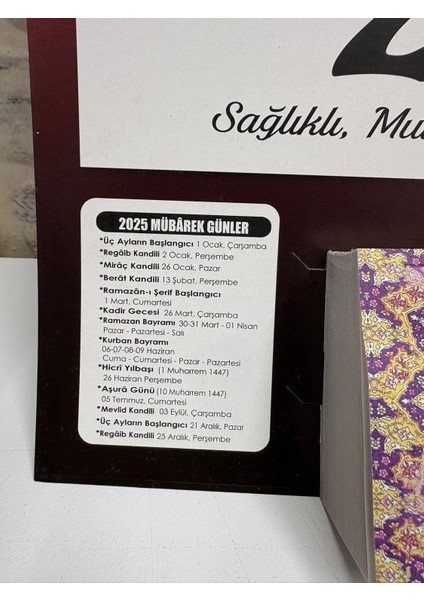 Sağlıklı, Mu
2025 MÜBÂREK GÜNLER
*Üç Ayların Başlangıcı 1 Ocak, Çarşamba
*Regâib Kandili 2 Ocak, Perşembe
*Mirâç Kandili 26 Ocak, Pazar
*Berât Kandili 13 Şubat, Perşembe
*Ramazân-ı Şerif Başlangıcı
1 Mart, Cumartesi
*Kadir Gecesi 26 Mart, Çarşamba
*Ramazan Bayramı 30-31 Mart - 01 Nisan
Pazar - Pazartesi - Salı
*Kurban Bayramı
06-07-08-09 Haziran
Cuma - Cumartesi - Pazar - Pazartesi
*Hicrî Yılbaşı (1 Muharrem 1447)
26 Haziran Perşembe
*Aşurâ Günü (10 Muharrem 1447)
05 Temmuz, Cumartesi
*Mevlid Kandili 03 Eylül, Çarşamba
*Üç Ayların Başlangıcı 21 Aralık, Pazar
*Regâib Kandili 25 Aralık, Perşembe